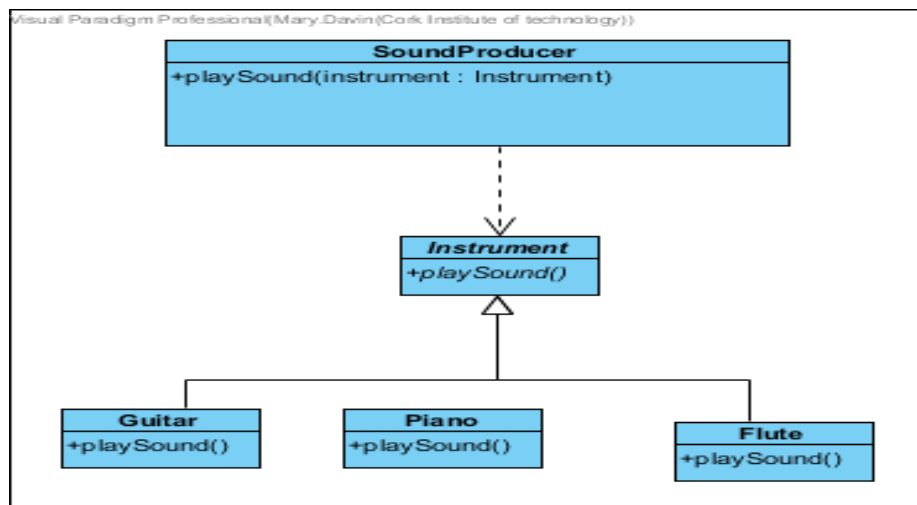 Visual Paradigm Professional(Mary.Davin(Cork Institute of technology))
SoundProducer
+playSound(instrument : Instrument)
Instrument
+playSound()
Guitar
+playSound()
Piano
+playSound()
Flute
+playSound()